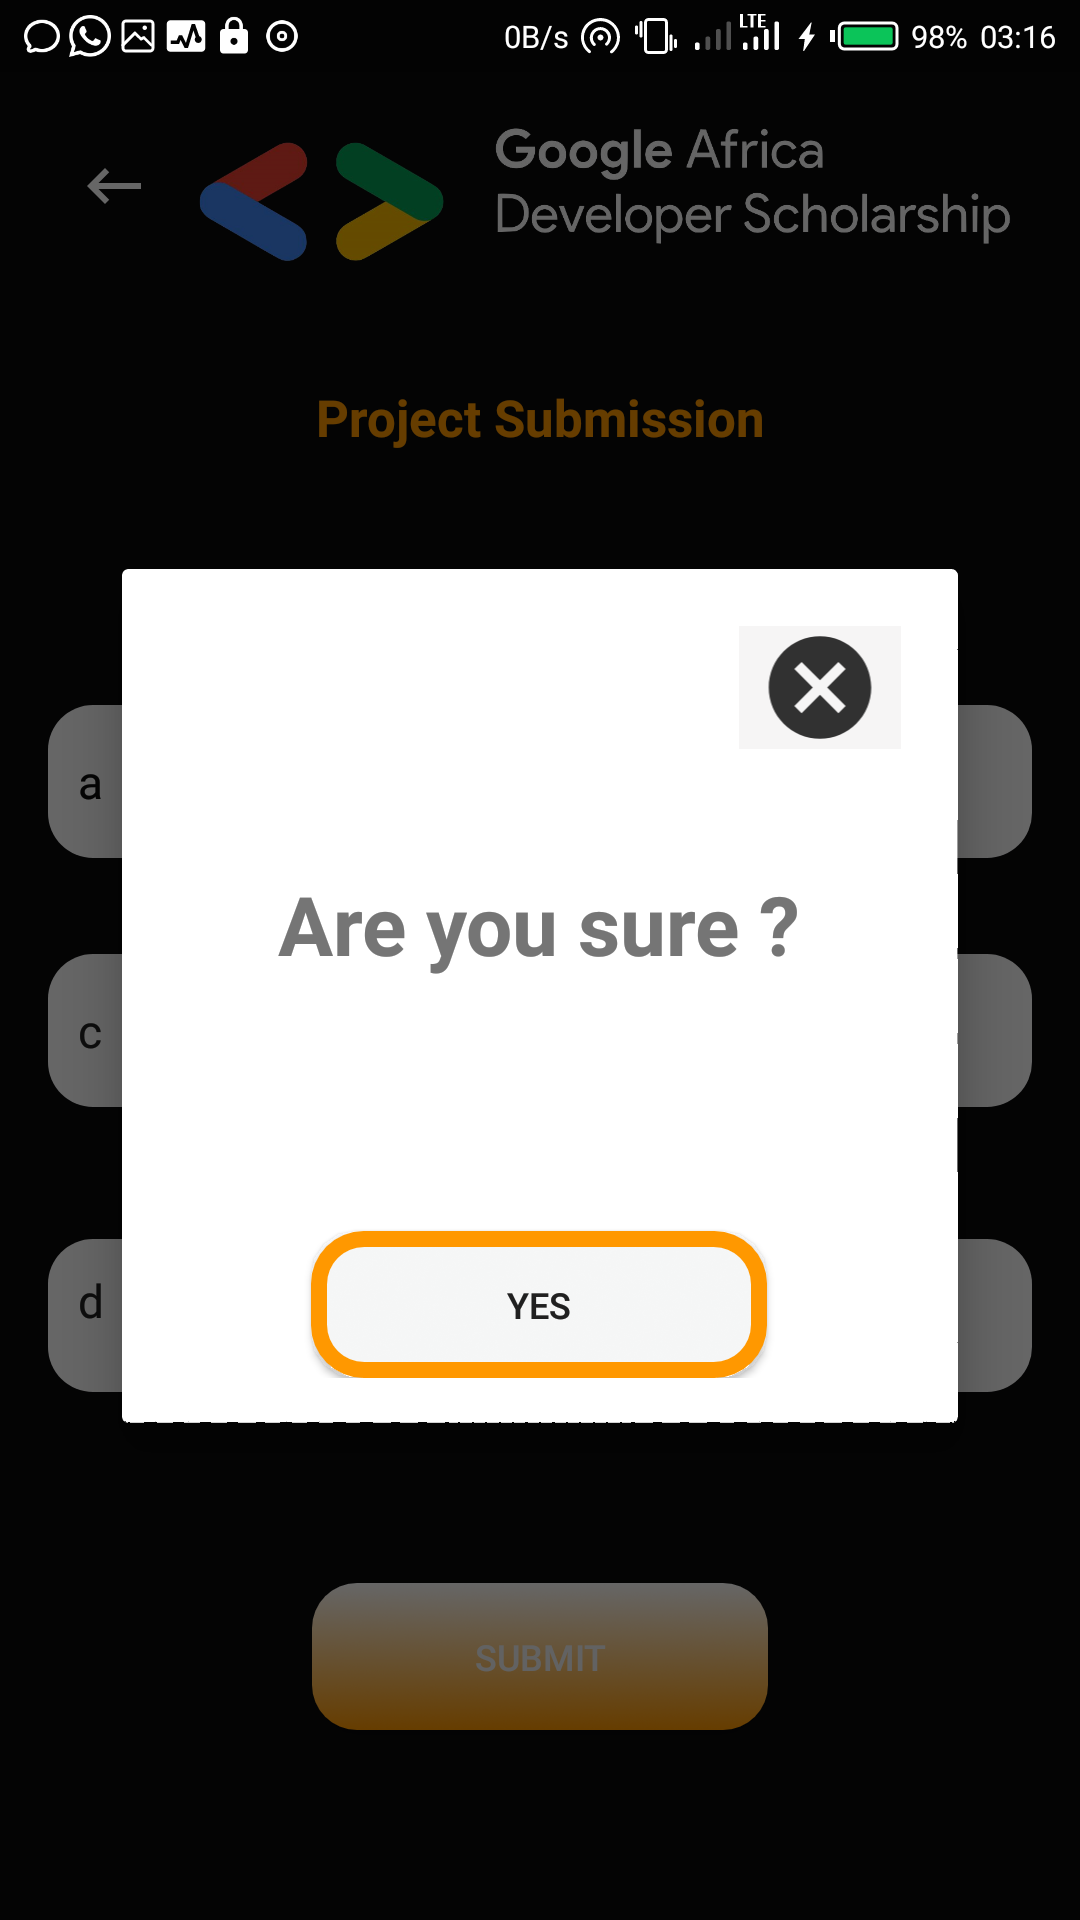 0B/s LTE 98% 03:16
Google Africa
Developer Scholarship
Project Submission
a
Are you sure ?
c
d
YES
SUBMIT